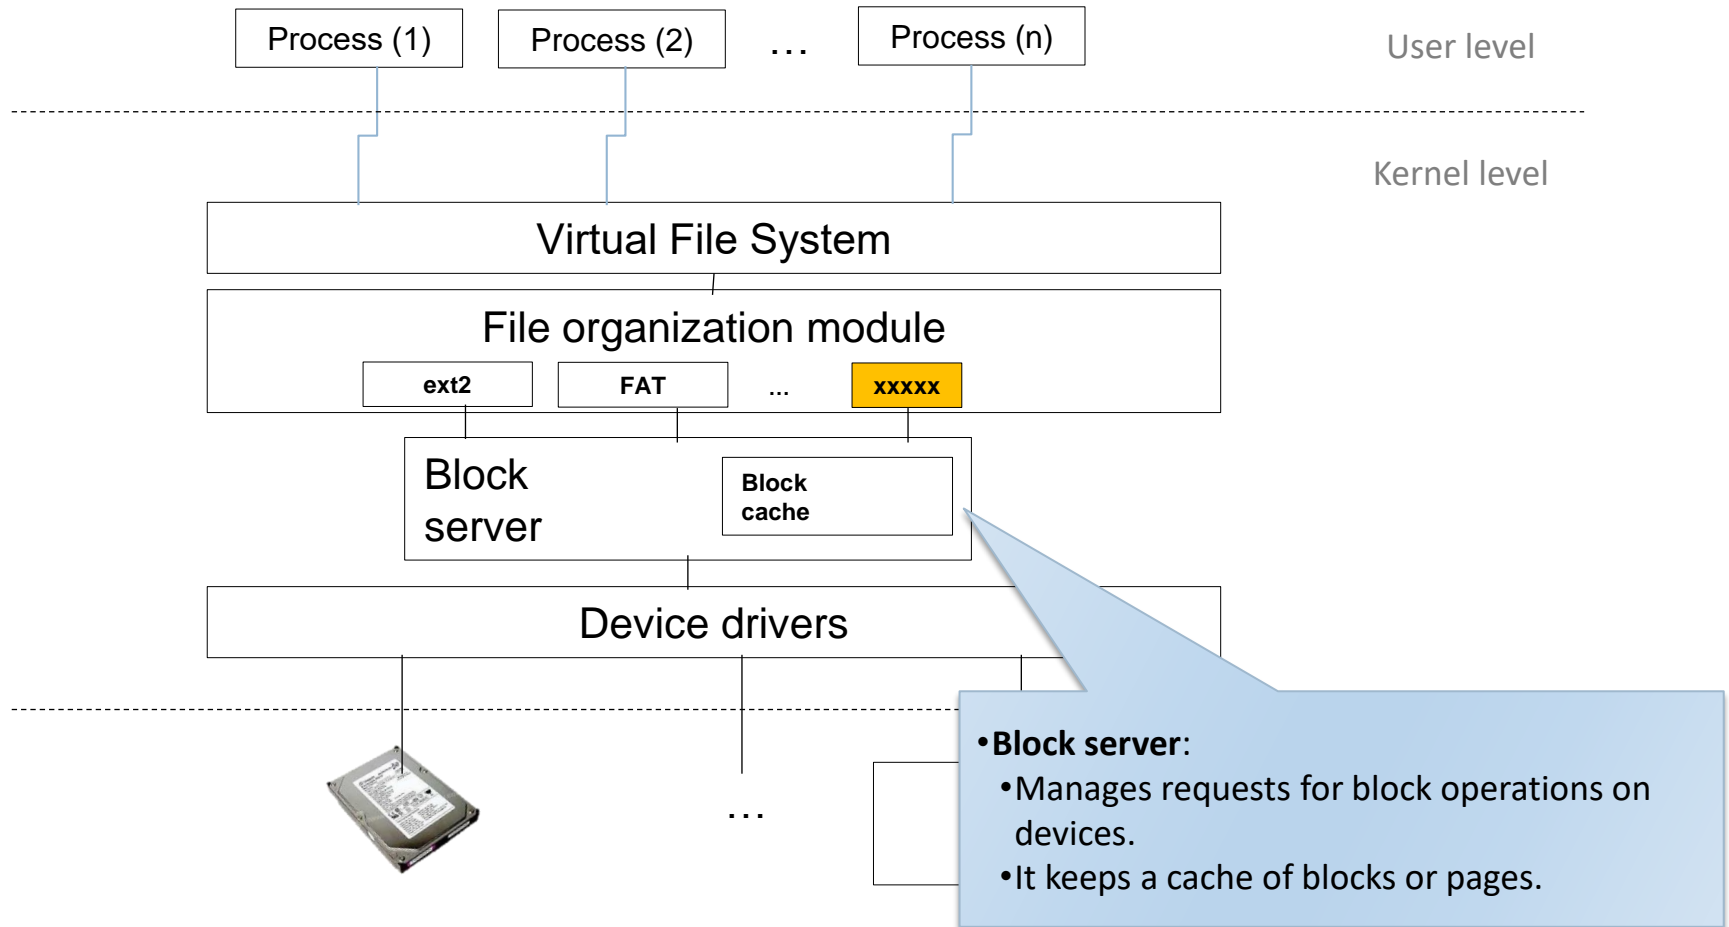 Process (1)
Process (2)
...
Process (n)
User level
Kernel level
Virtual File System
File organization module
ext2
FAT
...
xxxxx
Block
server
Block
cache
Device drivers
...
•Block server:
•Manages requests for block operations on
devices.
•It keeps a cache of blocks or pages.